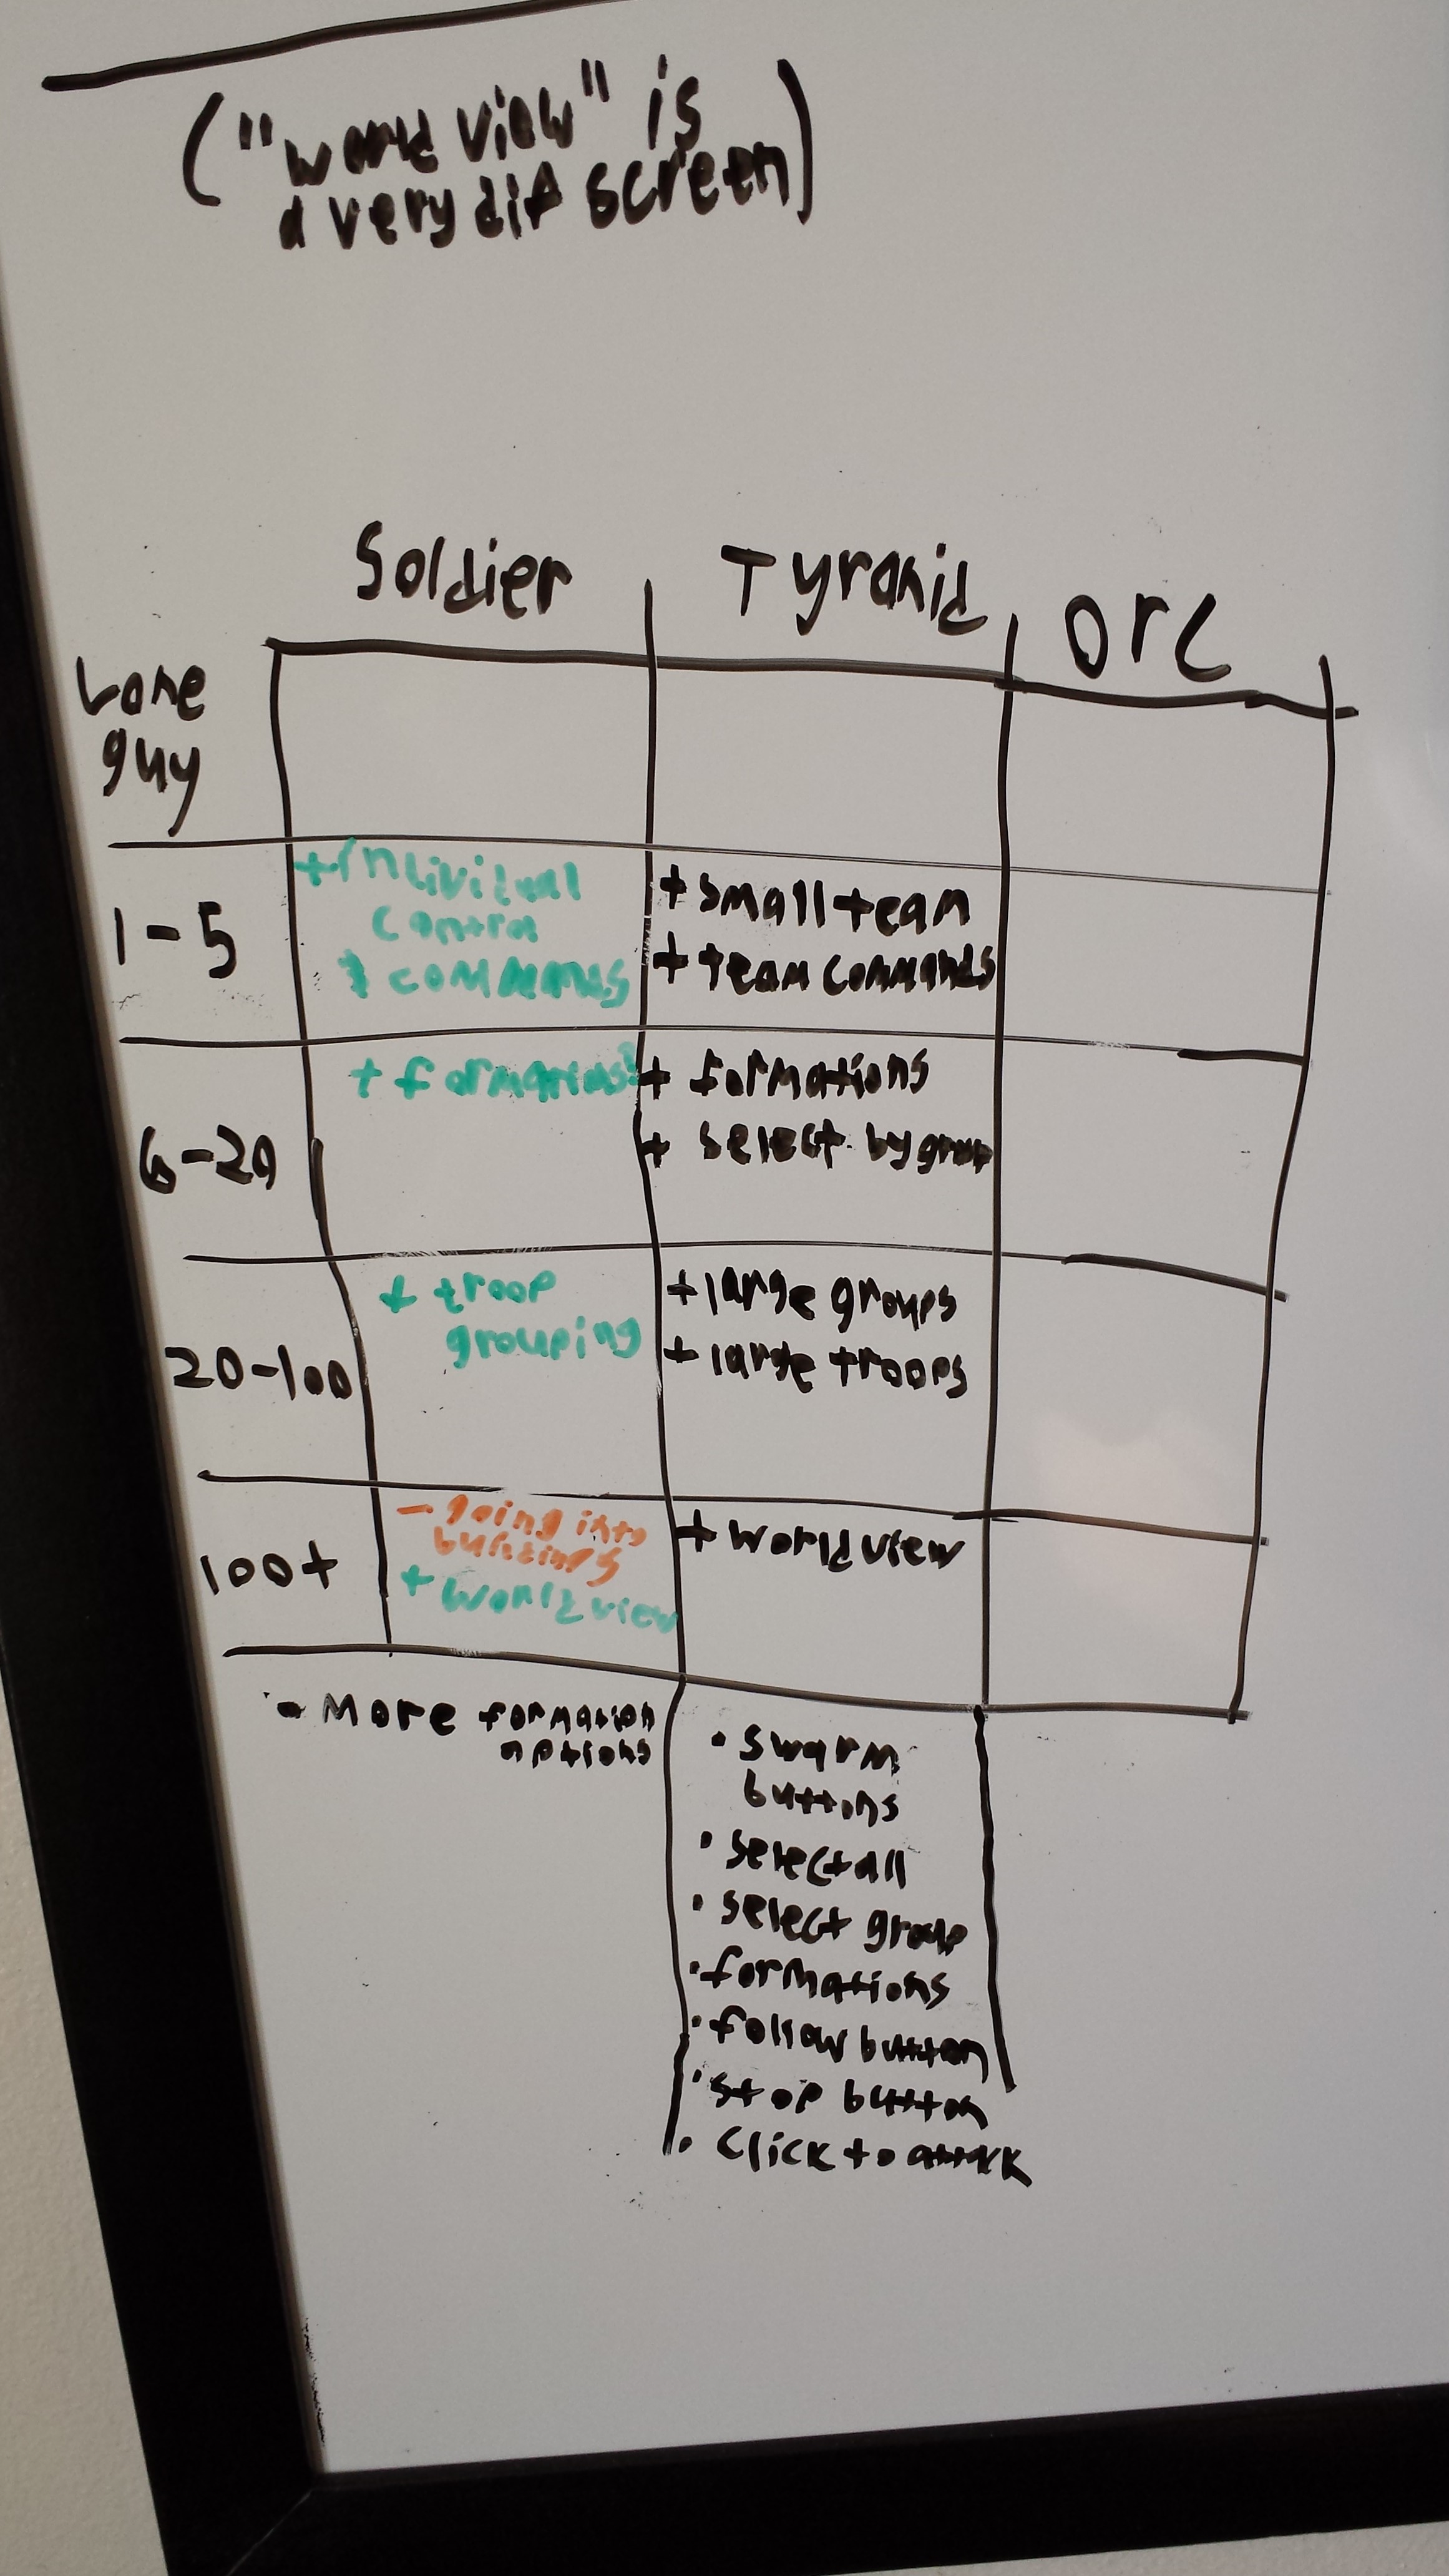 ("world view" is
a very dif screen)
Soldier Tyranid Orc
Lone
guy
1-5
+ individual
control
& commands
+ small team
+ team commands
6-20
+ formations?
+ formations
+ select by group
20-100
+ troop
grouping
+ large groups
+ large troops
100+
- going into
buildings
+ world view
+ world view
- More formation
options
• swarm
buttons
• select all
• select group
• formations
• follow button
• stop button
• click to attack